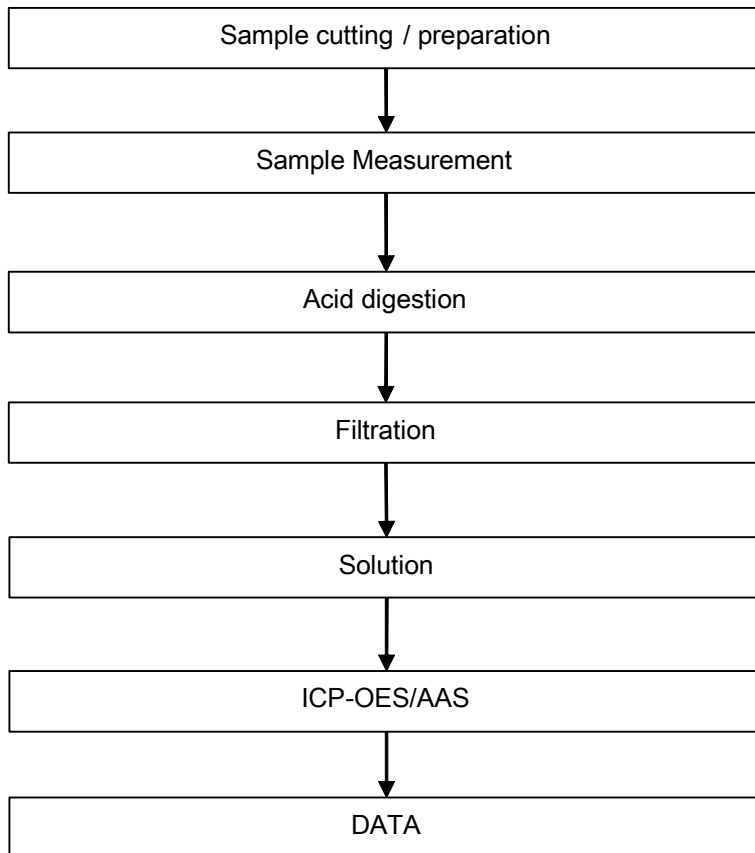 Sample cutting / preparation
Sample Measurement
Acid digestion
Filtration
Solution
ICP-OES/AAS
DATA